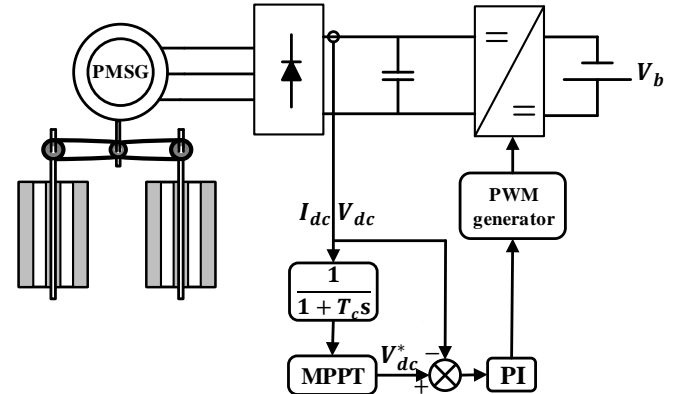 PMSG
V_b
I_dc V_dc
PWM
generator
1
1 + T_c s
V*_dc
−
+
MPPT
PI